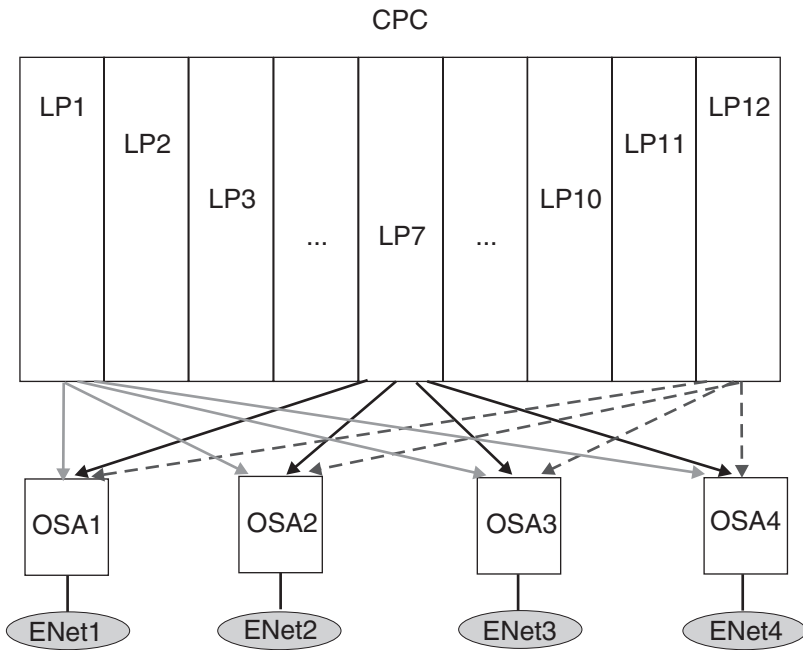 CPC
LP1
LP2
LP3
...
LP7
...
LP10
LP11
LP12
OSA1
OSA2
OSA3
OSA4
ENet1
ENet2
ENet3
ENet4